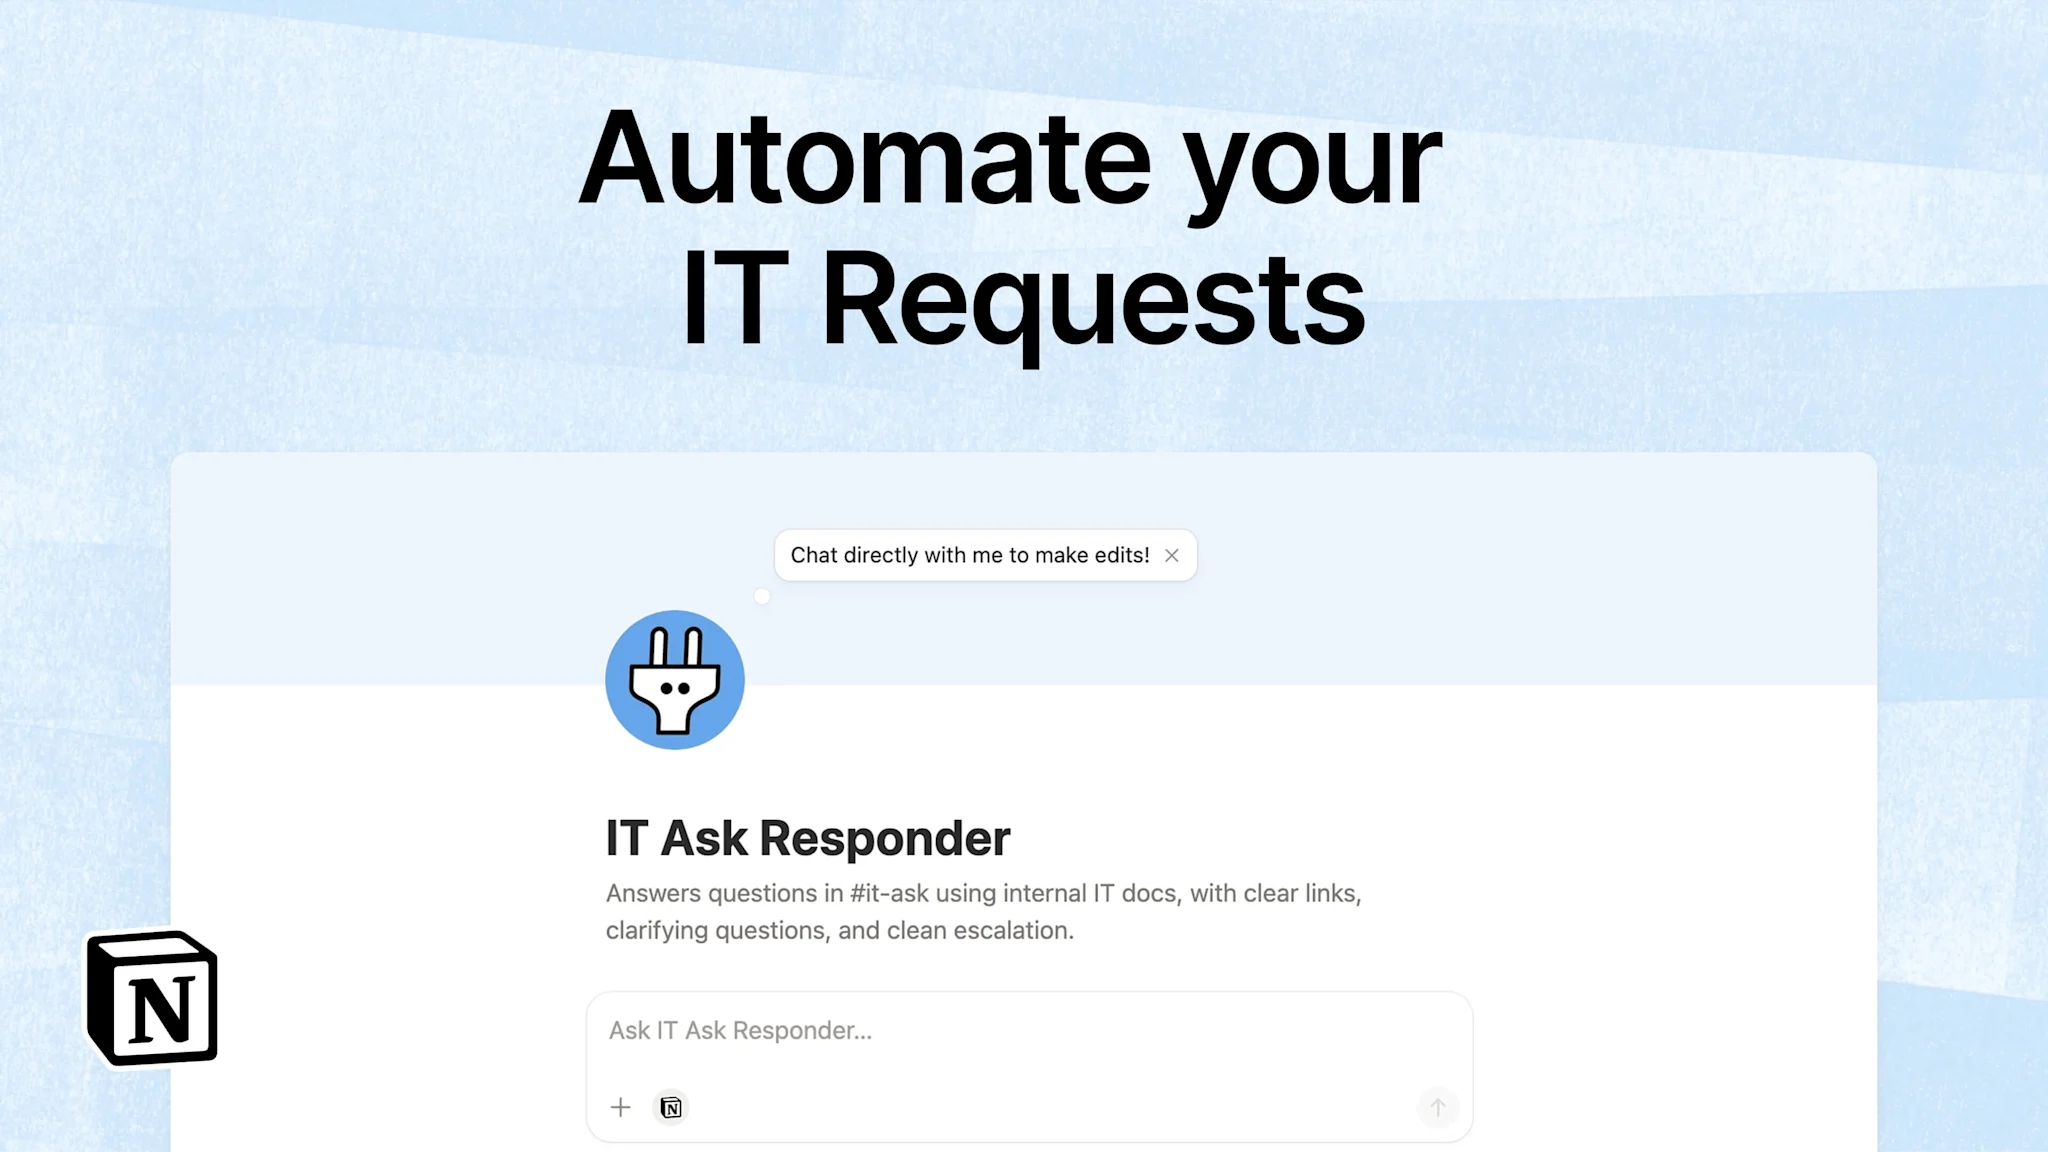 Automate your
IT Requests
Chat directly with me to make edits!
IT Ask Responder
Answers questions in #it-ask using internal IT docs, with clear links,
clarifying questions, and clean escalation.
Ask IT Ask Responder...
N
N